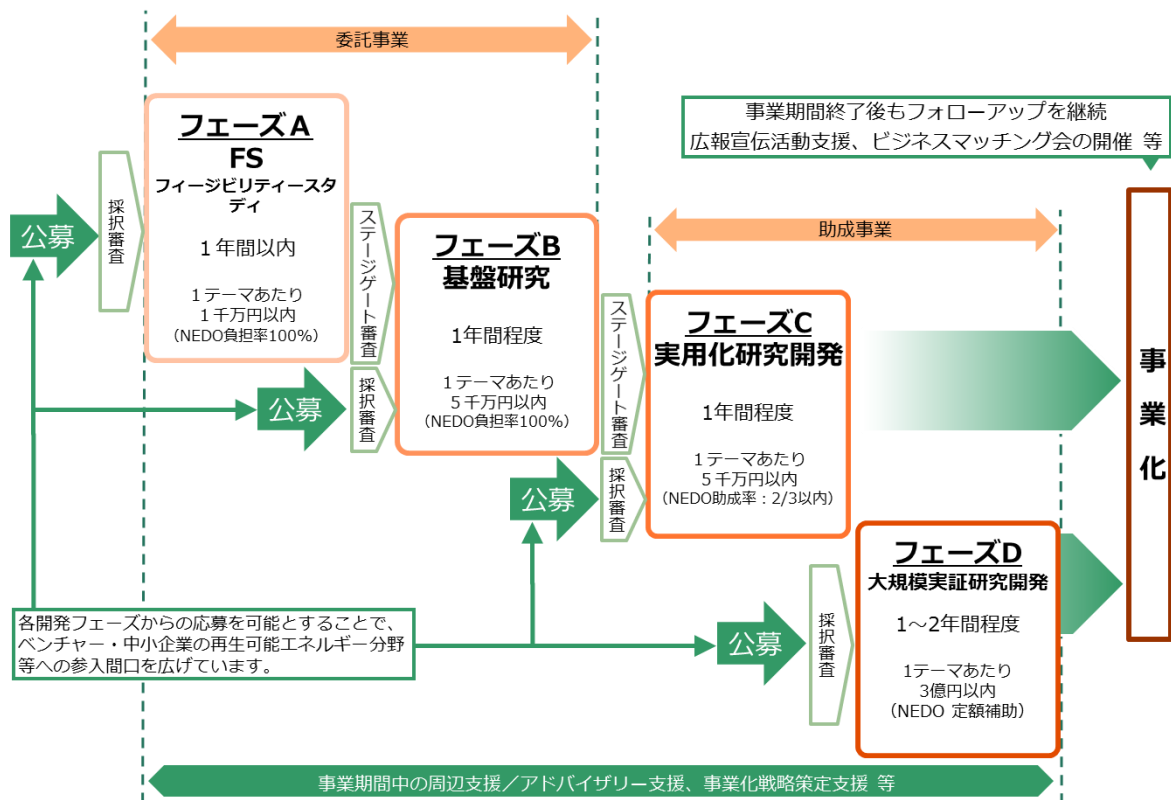 委託事業
フェーズA
FS
フィージビリティースタ
ディ
１年間以内
１テーマあたり
１千万円以内
(NEDO負担率100%)
公募
採択審査
ステージゲート審査
フェーズB
基盤研究
1年間程度
１テーマあたり
５千万円以内
(NEDO負担率100%)
公募
採択審査
事業期間終了後もフォローアップを継続
広報宣伝活動支援、ビジネスマッチング会の開催 等
助成事業
ステージゲート審査
フェーズC
実用化研究開発
1年間程度
１テーマあたり
５千万円以内
(NEDO助成率：2/3以内)
公募
採択審査
フェーズD
大規模実証研究開発
1～2年間程度
1テーマあたり
3億円以内
（NEDO 定額補助）
公募
採択審査
事業化
各開発フェーズからの応募を可能とすることで、
ベンチャー・中小企業の再生可能エネルギー分野
等への参入間口を広げています。
事業期間中の周辺支援／アドバイザリー支援、事業化戦略策定支援 等